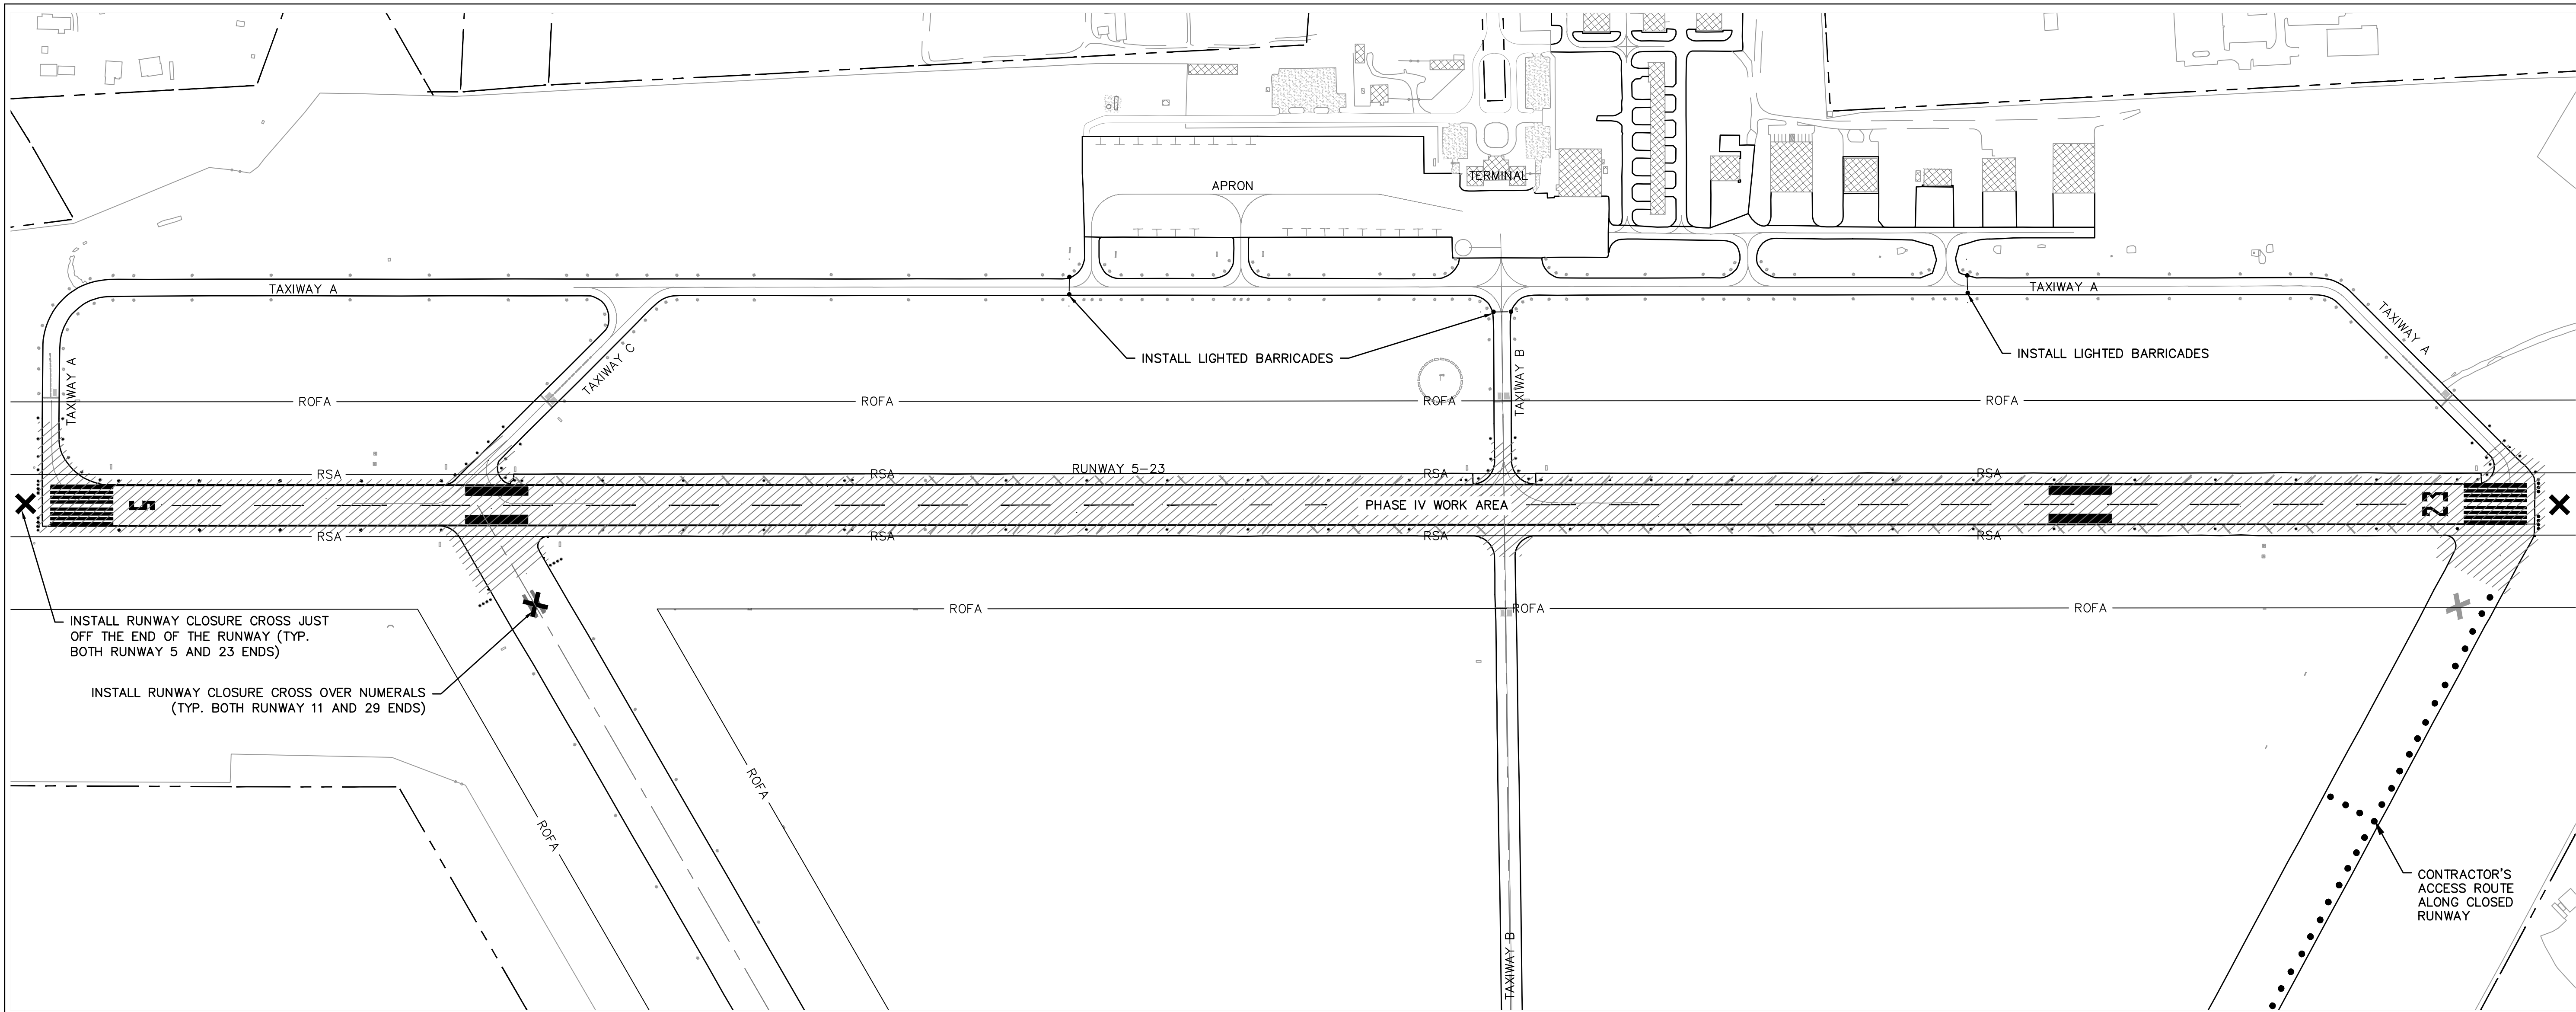 APRON
TERMINAL
TAXIWAY A
TAXIWAY A
TAXIWAY A
TAXIWAY C
TAXIWAY A
INSTALL LIGHTED BARRICADES
TAXIWAY B
INSTALL LIGHTED BARRICADES
ROFA
ROFA
ROFA
ROFA
RUNWAY 5-23
RSA
RSA
RSA
RSA
5
PHASE IV WORK AREA
23
RSA
RSA
RSA
RSA
ROFA
ROFA
ROFA
INSTALL RUNWAY CLOSURE CROSS JUST
OFF THE END OF THE RUNWAY (TYP.
BOTH RUNWAY 5 AND 23 ENDS)
INSTALL RUNWAY CLOSURE CROSS OVER NUMERALS
(TYP. BOTH RUNWAY 11 AND 29 ENDS)
ROFA
ROFA
CONTRACTOR'S
ACCESS ROUTE
ALONG CLOSED
RUNWAY
TAXIWAY B